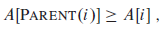 A[PARENT(i)] ≥ A[i] ,